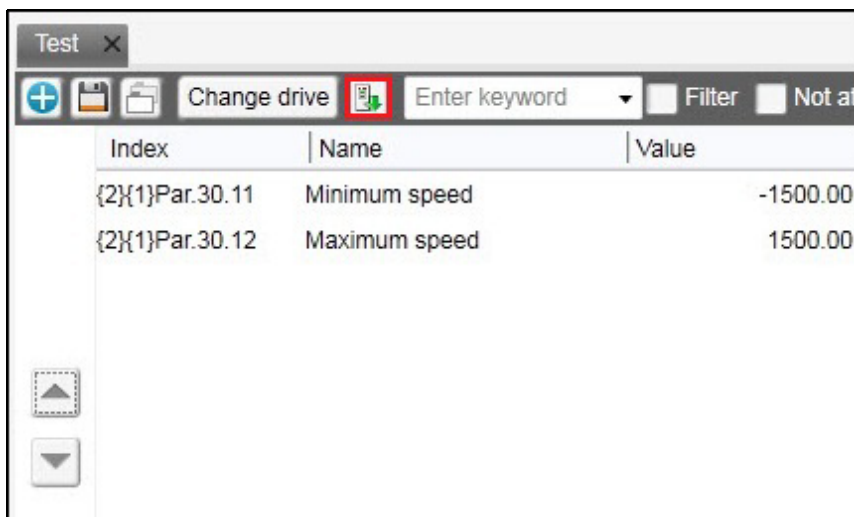 Test
Change drive Enter keyword Filter Not at
Index Name Value
{2}{1}Par.30.11 Minimum speed -1500.00
{2}{1}Par.30.12 Maximum speed 1500.00